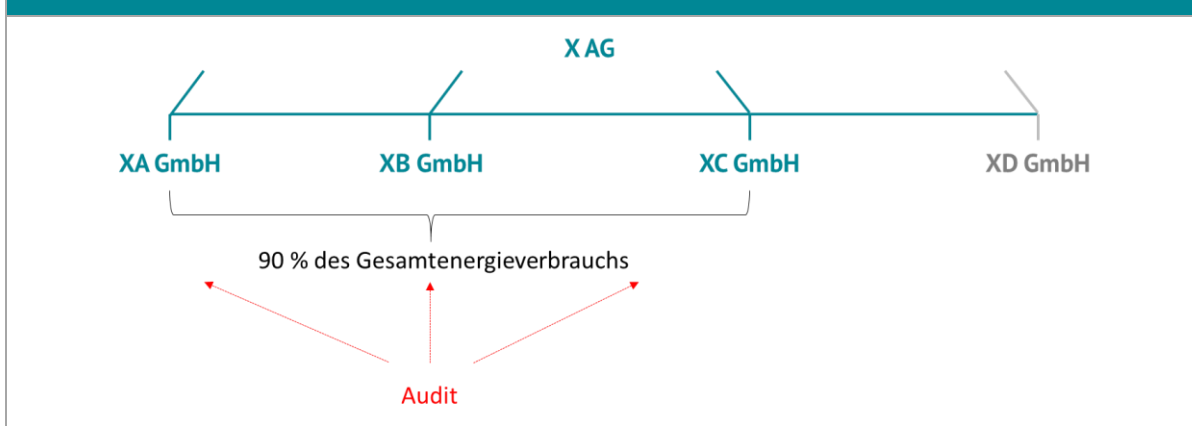 X AG
XA GmbH XB GmbH XC GmbH XD GmbH
90 % des Gesamtenergieverbrauchs
Audit